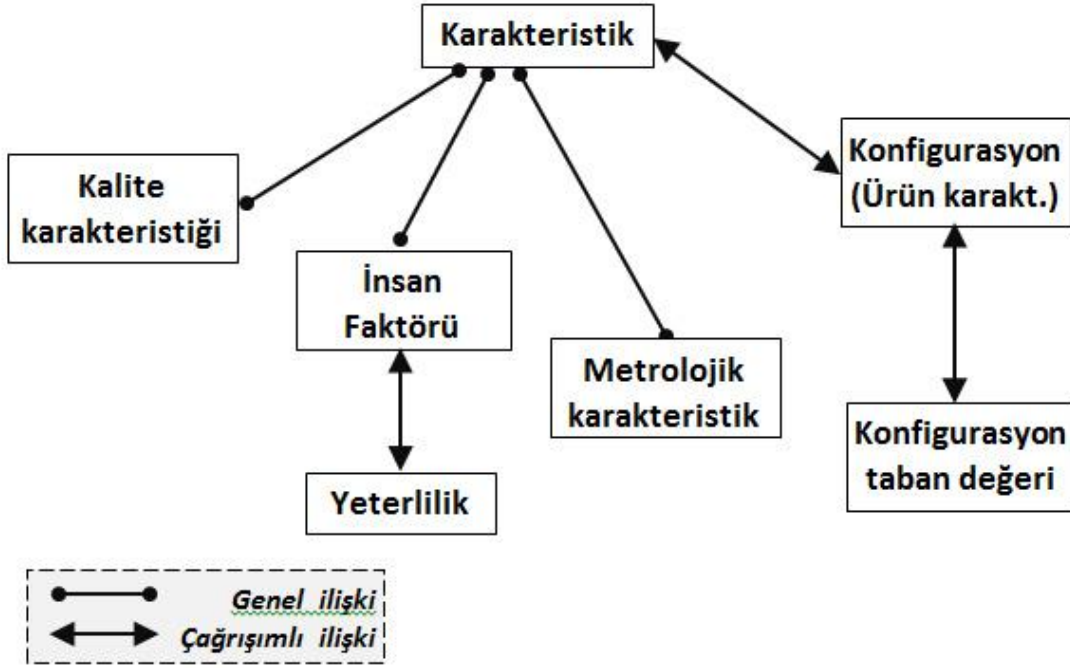 Karakteristik
Kalite
karakteristiği
İnsan
Faktörü
Metrolojik
karakteristik
Konfigurasyon
(Ürün karakt.)
Yeterlilik
Konfigurasyon
taban değeri
Genel ilişki
Çağrışımlı ilişki